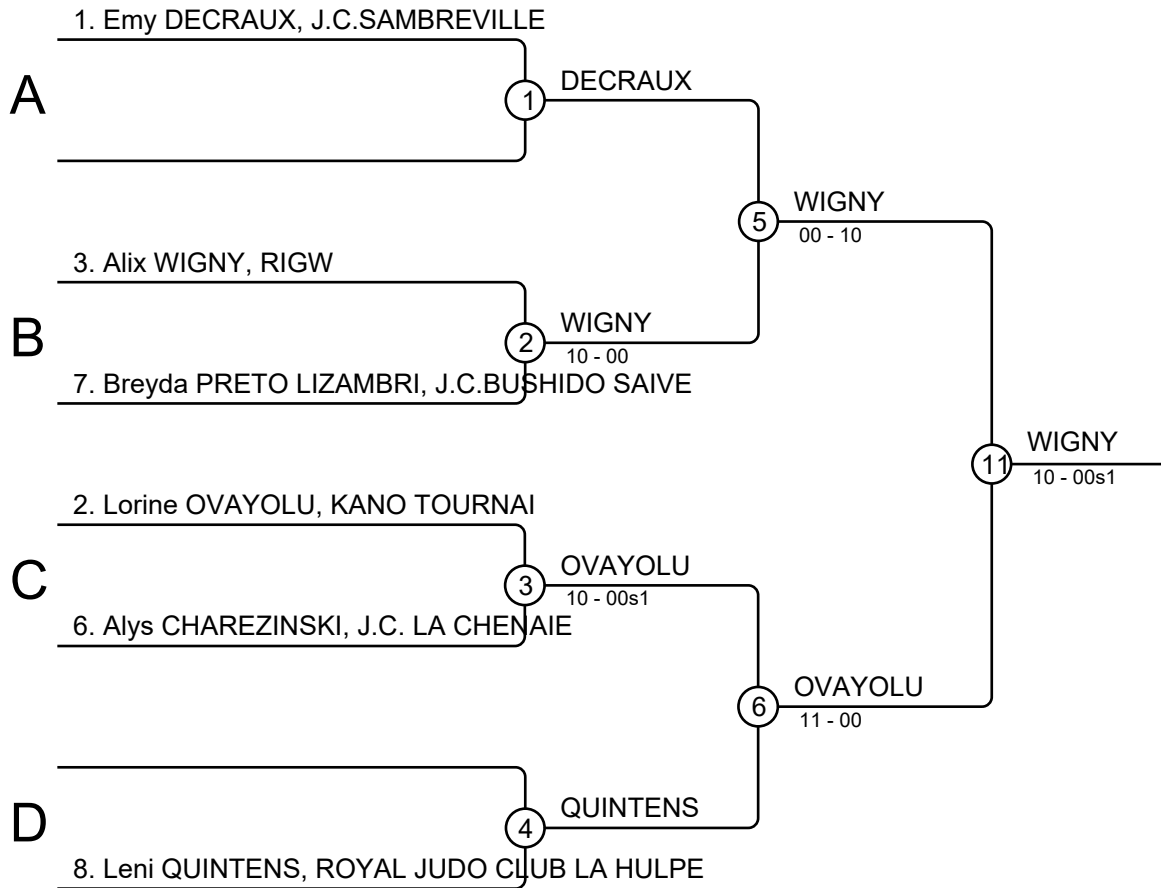 1. Emy DECRAUX, J.C.SAMBREVILLE
A
1
DECRAUX
5
WIGNY
00 - 10
3. Alix WIGNY, RIGW
B
2
WIGNY
10 - 00
7. Breyda PRETO LIZAMBRI, J.C.BUSHIDO SAIVE
11
WIGNY
10 - 00s1
2. Lorine OVAYOLU, KANO TOURNAI
C
3
OVAYOLU
10 - 00s1
6. Alys CHAREZINSKI, J.C. LA CHENAIE
6
OVAYOLU
11 - 00
D
4
QUINTENS
8. Leni QUINTENS, ROYAL JUDO CLUB LA HULPE